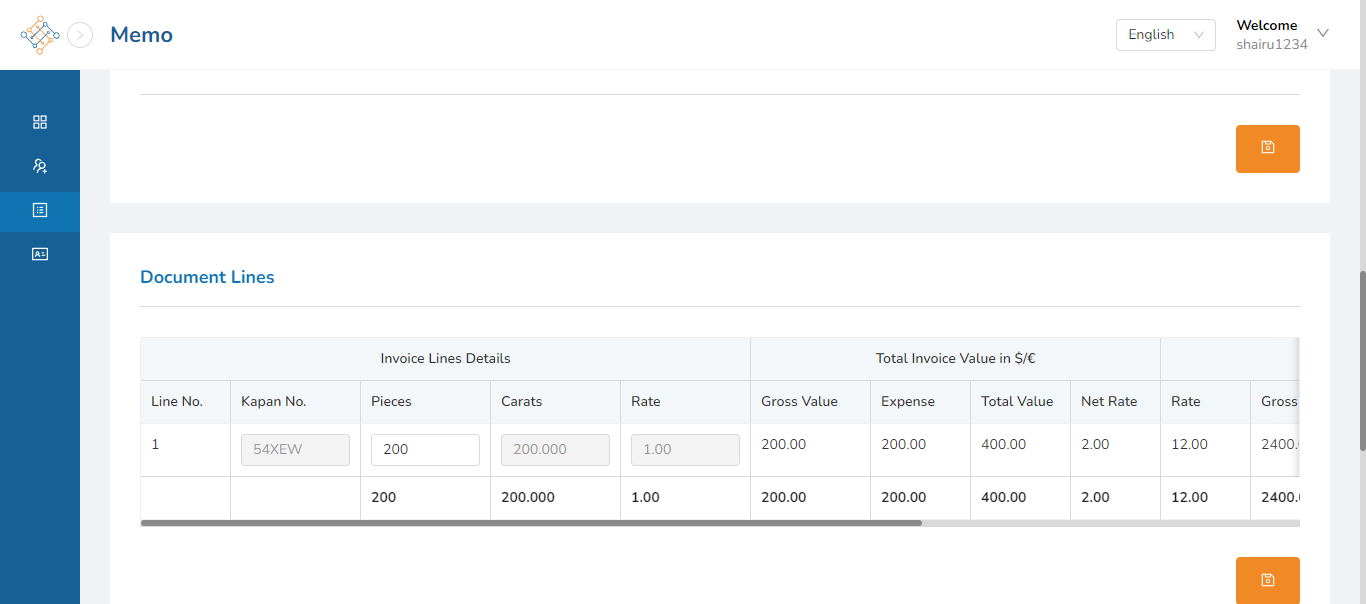 Memo
English
Welcome
shairu1234
Document Lines
Invoice Lines Details Total Invoice Value in $/€
Line No. Kapan No. Pieces Carats Rate Gross Value Expense Total Value Net Rate Rate Gross
1 54XEW 200 200.000 1.00 200.00 200.00 400.00 2.00 12.00 2400.
200 200.000 1.00 200.00 200.00 400.00 2.00 12.00 2400.